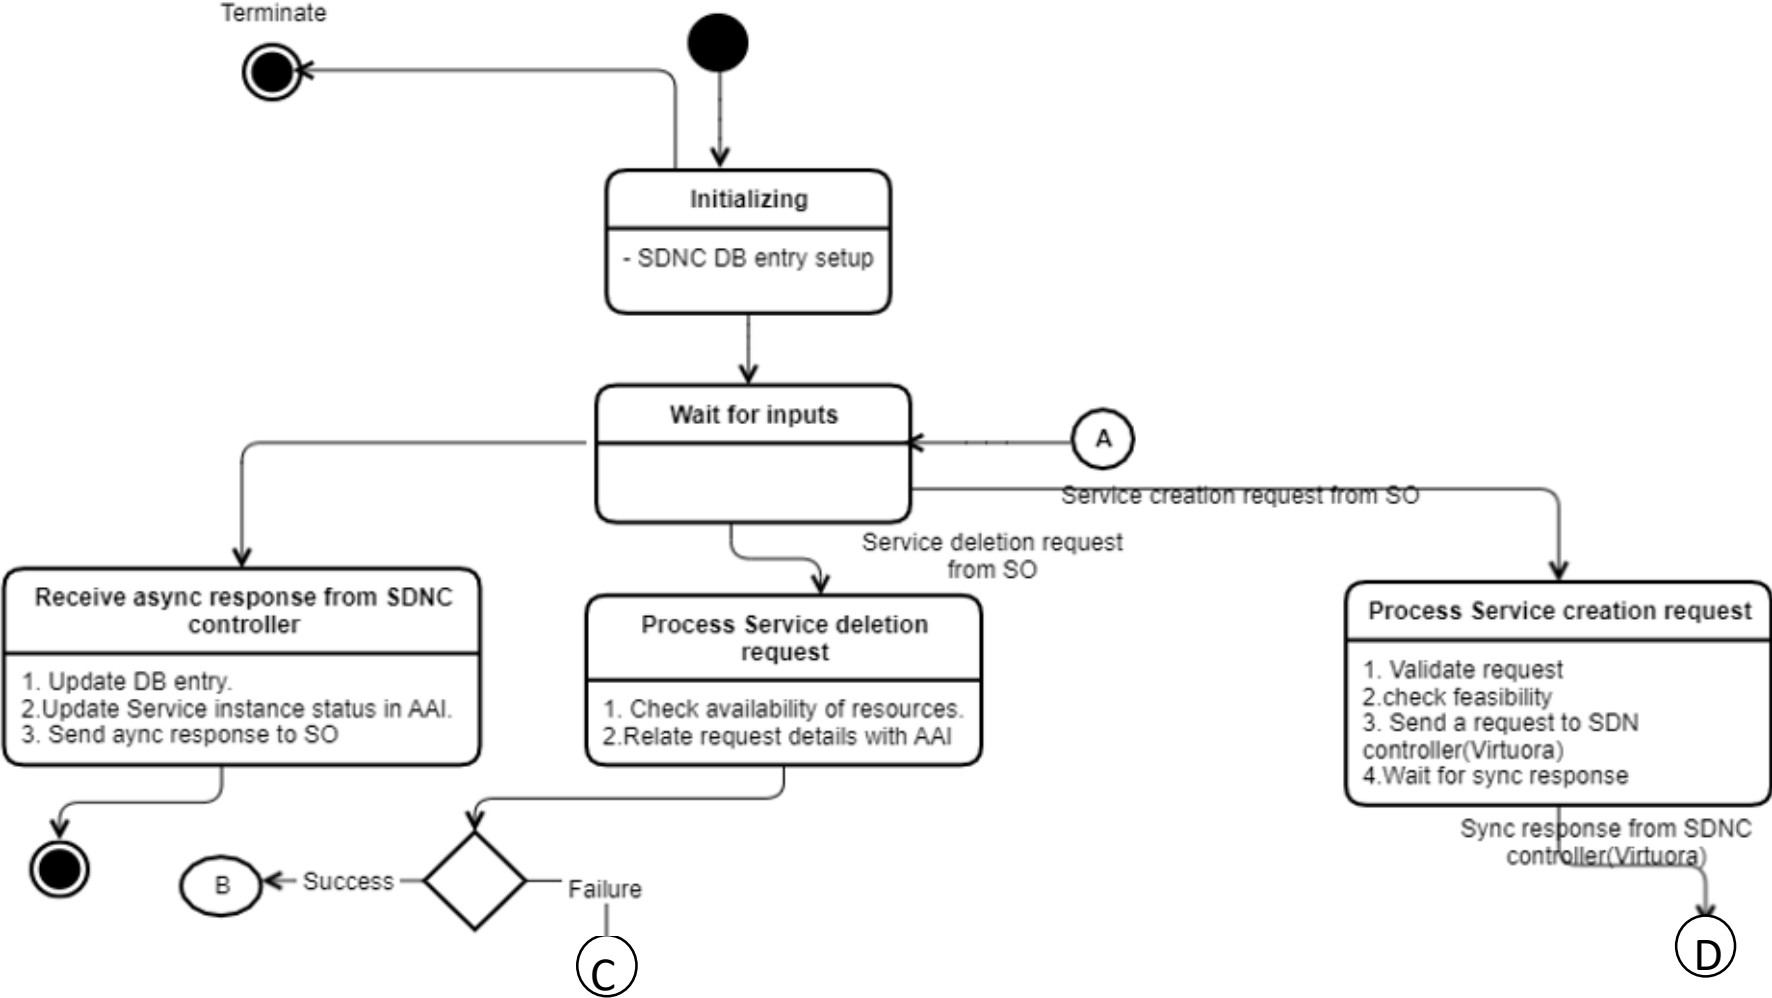 Terminate
Initializing
- SDNC DB entry setup
Wait for inputs
A
Service creation request from SO
Service deletion request
from SO
Receive async response from SDNC
controller
1. Update DB entry.
2.Update Service instance status in AAI.
3. Send aync response to SO
Process Service deletion
request
1. Check availability of resources.
2.Relate request details with AAI
Process Service creation request
1. Validate request
2.check feasibility
3. Send a request to SDN
controller(Virtuora)
4.Wait for sync response
Sync response from SDNC
controller(Virtuora)
B
Success
Failure
C
D